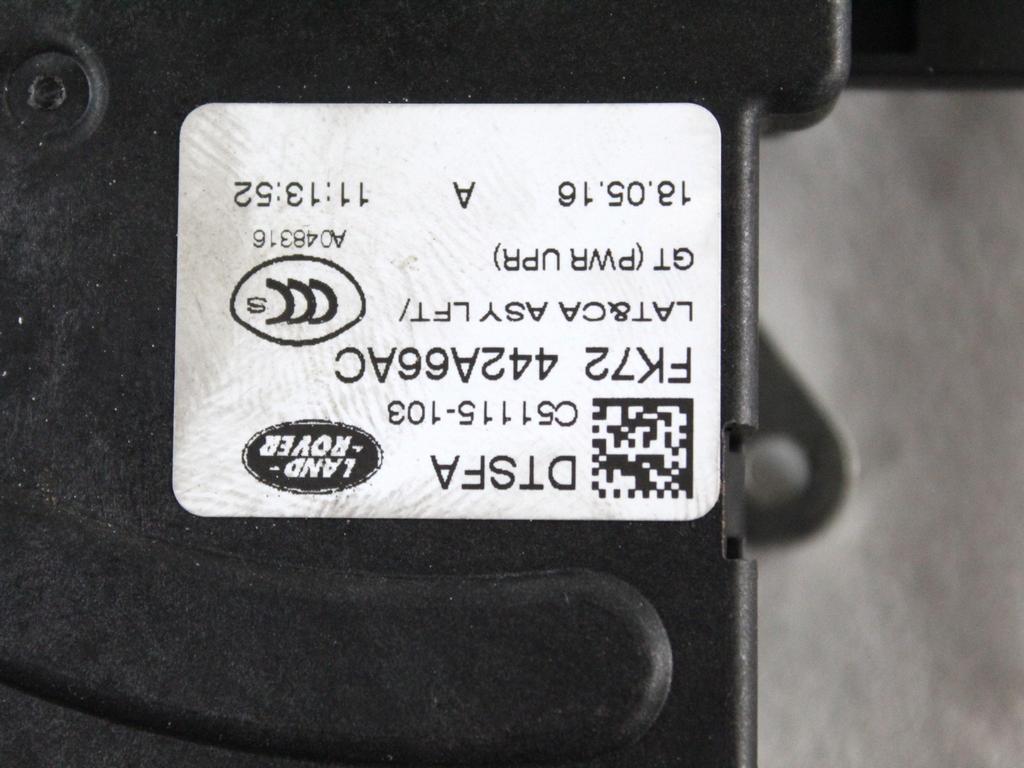 DTSFA
LAND-
-ROVER
C51115-103
FK72 442A66AC
LAT&CA ASY LFT/
GT (PWR UPR)
CCC S
A048316
18.05.16 A 11:13:52